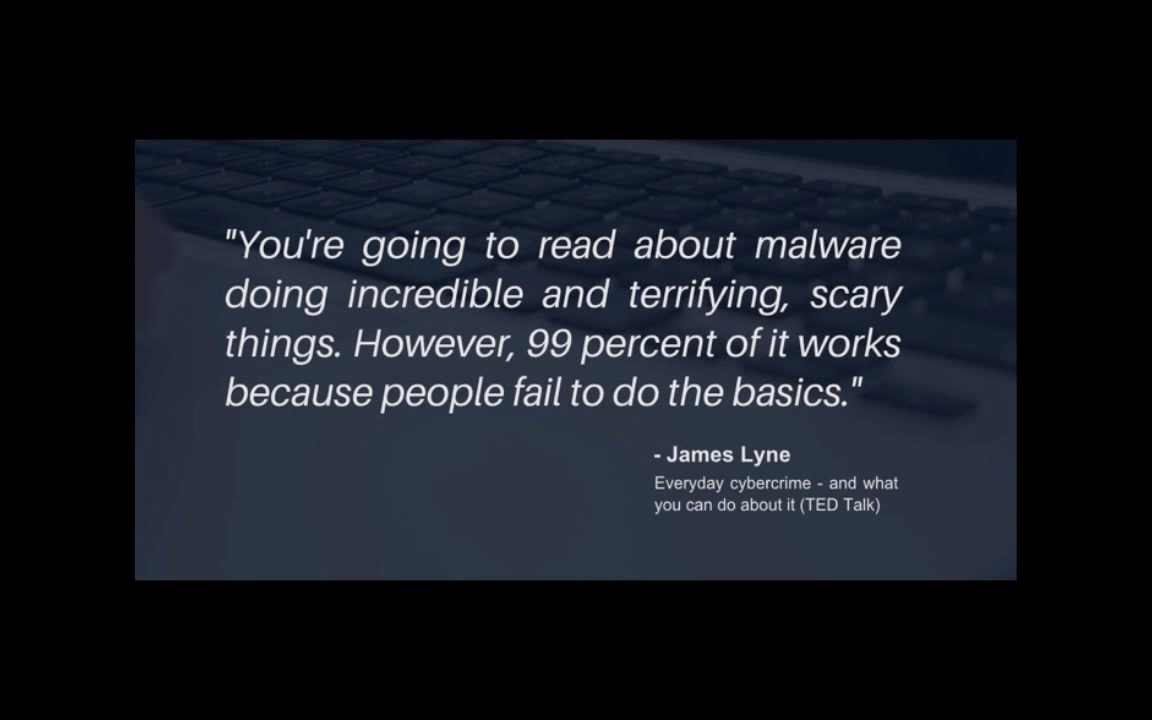 "You're going to read about malware
doing incredible and terrifying, scary
things. However, 99 percent of it works
because people fail to do the basics."
- James Lyne
Everyday cybercrime - and what
you can do about it (TED Talk)